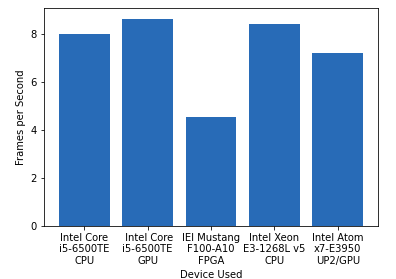 Frames per Second
8
6
4
2
0
Intel Core
i5-6500TE
CPU
Intel Core
i5-6500TE
GPU
IEI Mustang
F100-A10
FPGA
Intel Xeon
E3-1268L v5
CPU
Intel Atom
x7-E3950
UP2/GPU
Device Used